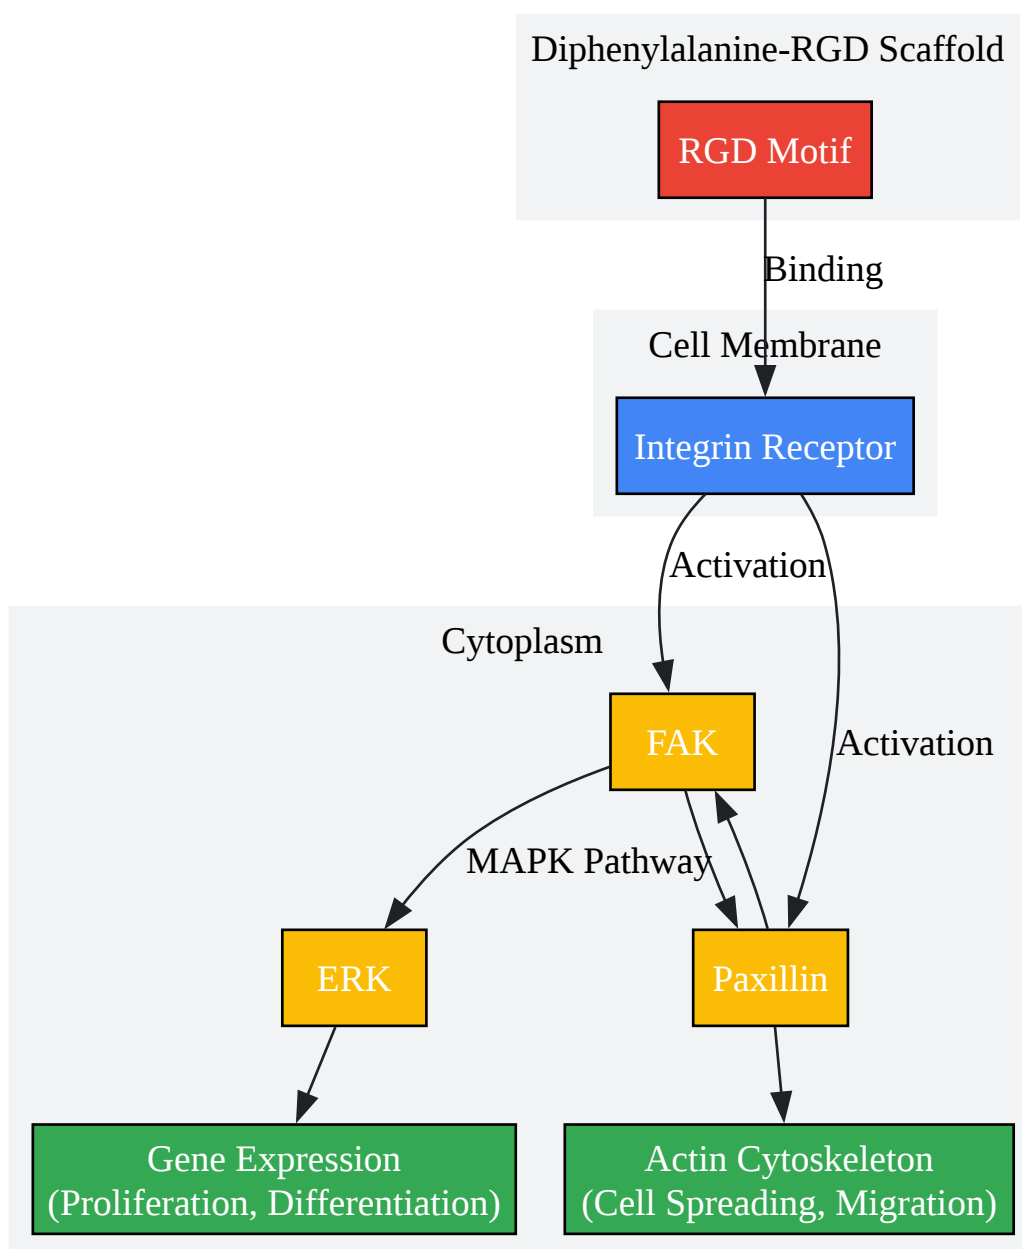 Diphenylalanine-RGD Scaffold
RGD Motif
Binding
Cell Membrane
Integrin Receptor
Activation
Cytoplasm
FAK
Activation
MAPK Pathway
ERK
Paxillin
Gene Expression
(Proliferation, Differentiation)
Actin Cytoskeleton
(Cell Spreading, Migration)